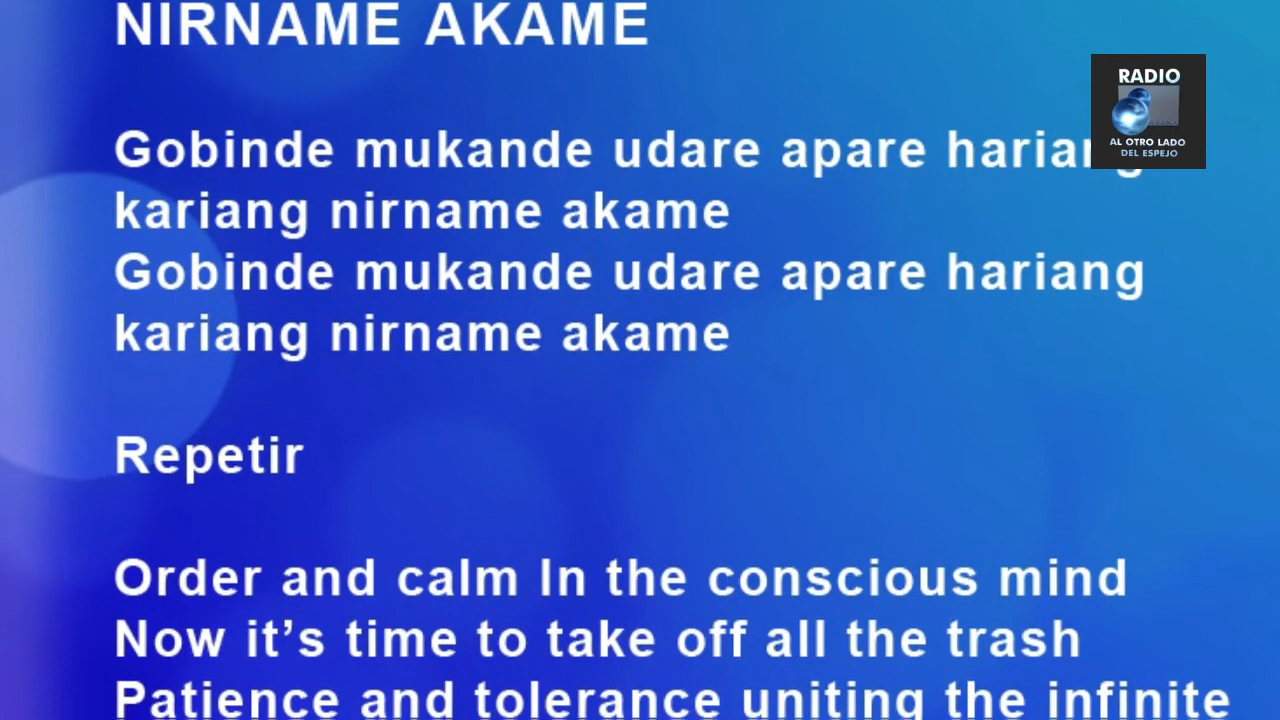 NIRNAME AKAME
RADIO
AL OTRO LADO
DEL ESPEJO
Gobinde mukande udare apare hariang
kariang nirname akame
Gobinde mukande udare apare hariang
kariang nirname akame
Repetir
Order and calm In the conscious mind
Now it’s time to take off all the trash
Patience and tolerance uniting the infinite